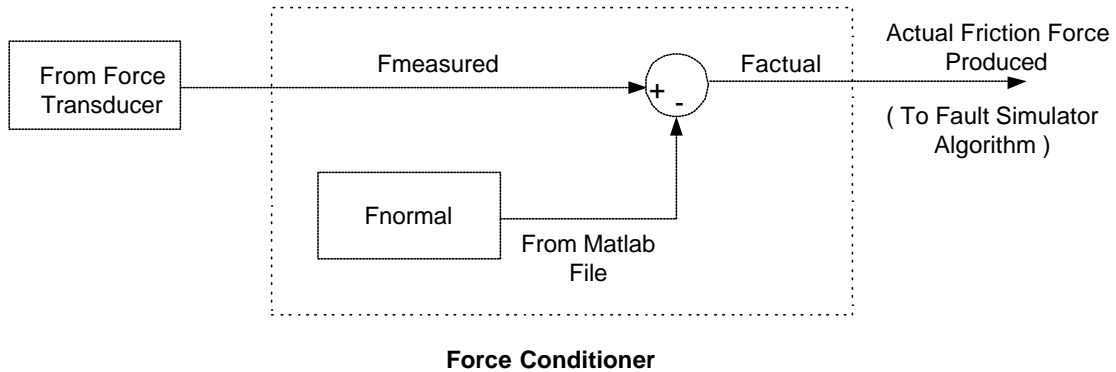 Actual Friction Force
Produced
From Force
Transducer
Fmeasured
Factual
+
-
( To Fault Simulator
Algorithm )
Fnormal
From Matlab
File
Force Conditioner